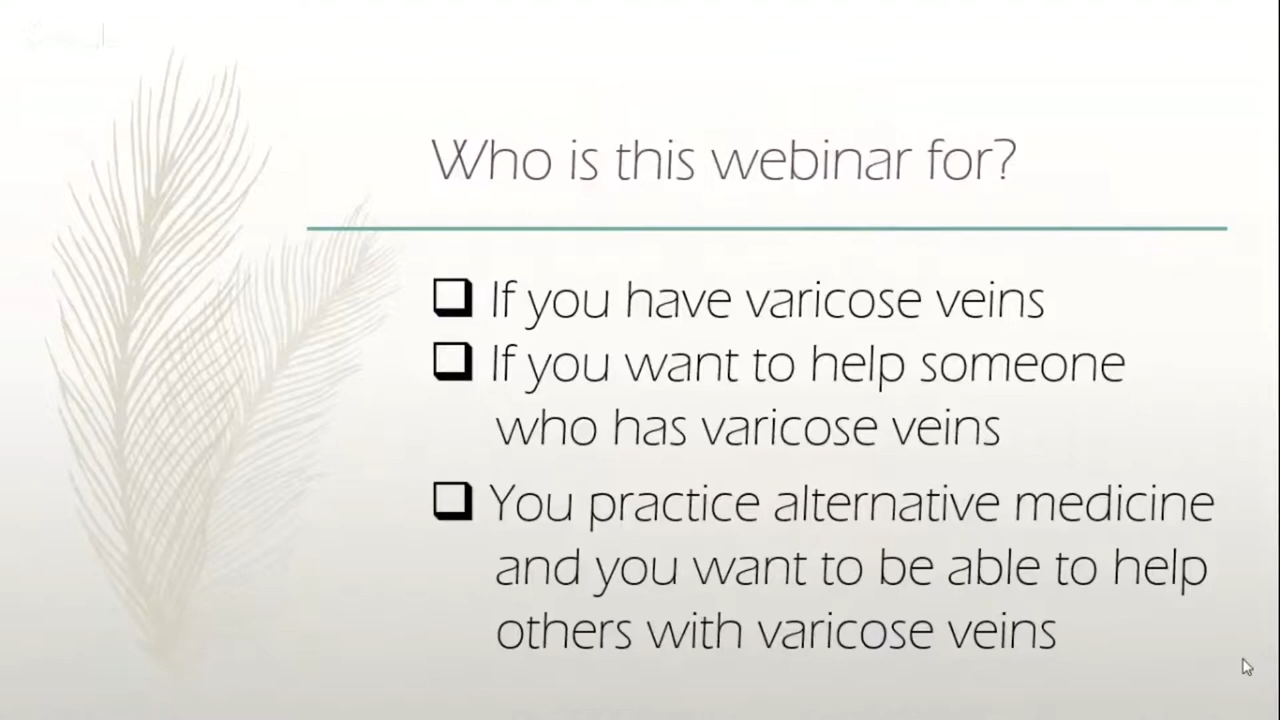 Who is this webinar for?
If you have varicose veins
If you want to help someone
who has varicose veins
You practice alternative medicine
and you want to be able to help
others with varicose veins